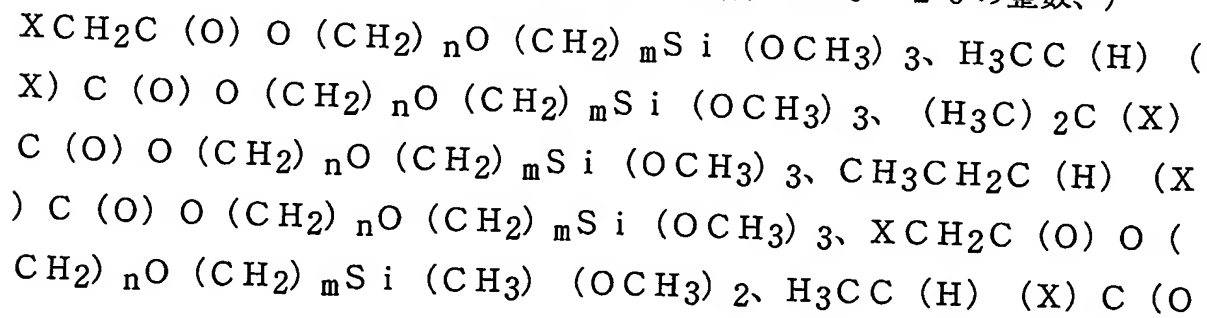 XCH2C (O) O (CH2) nO (CH2) mSi (OCH3) 3、H3CC (H) (
X) C (O) O (CH2) nO (CH2) mSi (OCH3) 3、 (H3C) 2C (X)
C (O) O (CH2) nO (CH2) mSi (OCH3) 3、CH3CH2C (H) (X
) C (O) O (CH2) nO (CH2) mSi (OCH3) 3、XCH2C (O) O (
CH2) nO (CH2) mSi (CH3) (OCH3) 2、H3CC (H) (X) C (O